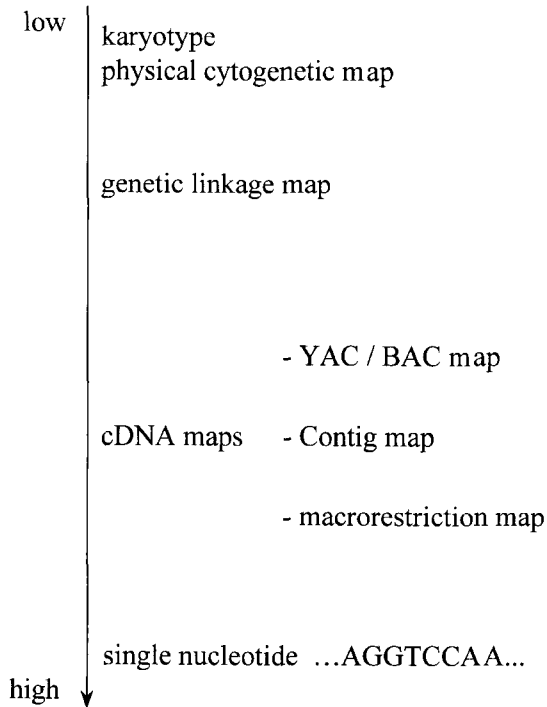 low
karyotype
physical cytogenetic map
genetic linkage map
- YAC / BAC map
cDNA maps - Contig map
- macrorestriction map
single nucleotide ...AGGTCCAA...
high